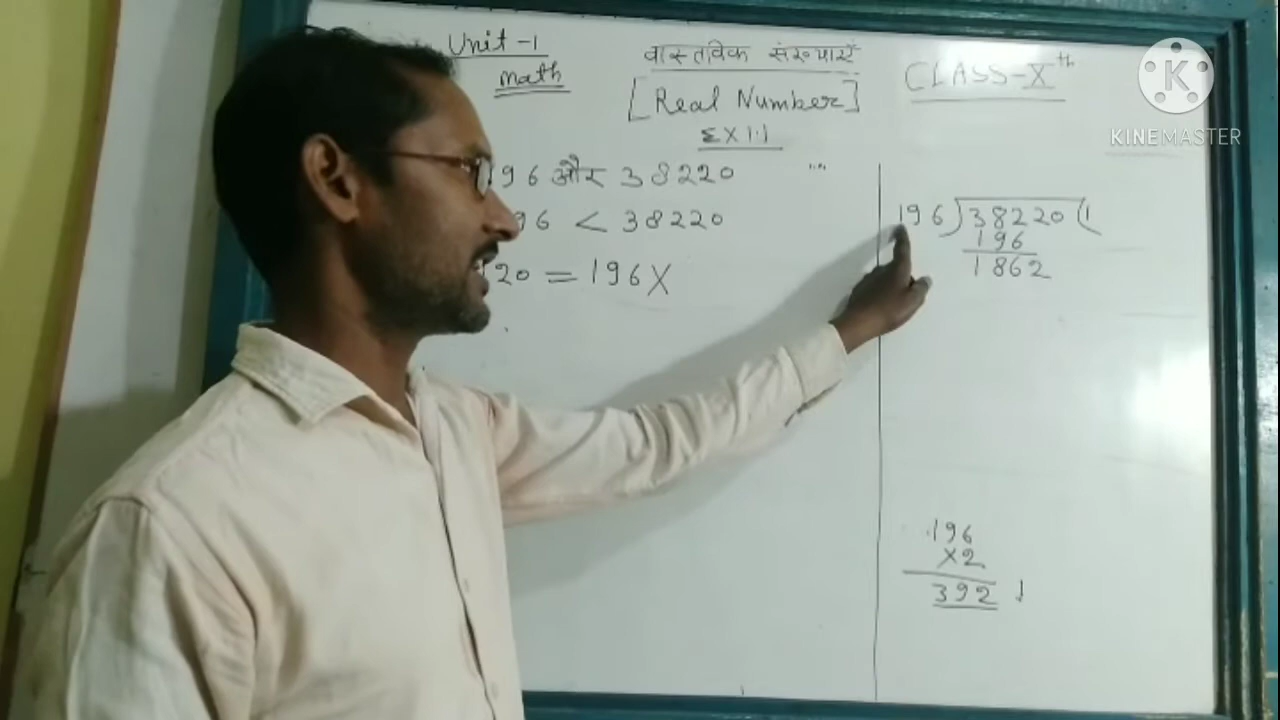 Unit-1
Math
वास्तविक संख्याएँ
[Real Number]
EX 1.1
CLASS-Xth
K
KINEMASTER
196 और 38220
96 < 38220
20 = 196X
196)38220(1
196
1862
196
X2
392